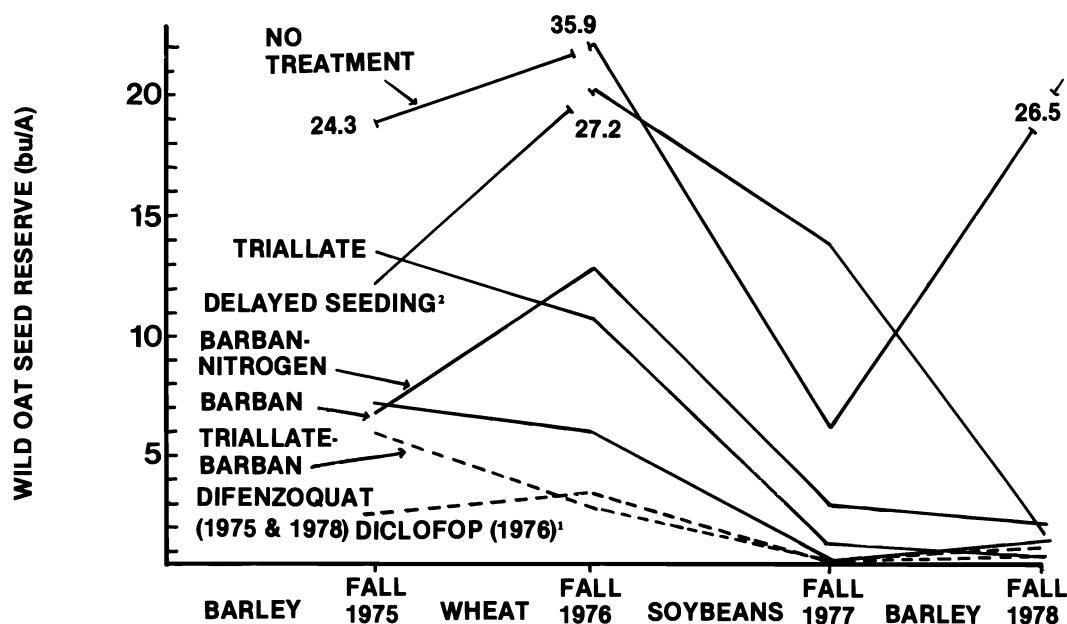 WILD OAT SEED RESERVE (bu/A)
20
15
10
5
NO
TREATMENT
24.3
35.9
27.2
26.5
TRIALLATE
DELAYED SEEDING²
BARBAN-
NITROGEN
BARBAN
TRIALLATE-
BARBAN
DIFENZOQUAT
(1975 & 1978) DICLOFOP (1976)¹
BARLEY
FALL
1975
WHEAT
FALL
1976
SOYBEANS
FALL
1977
BARLEY
FALL
1978